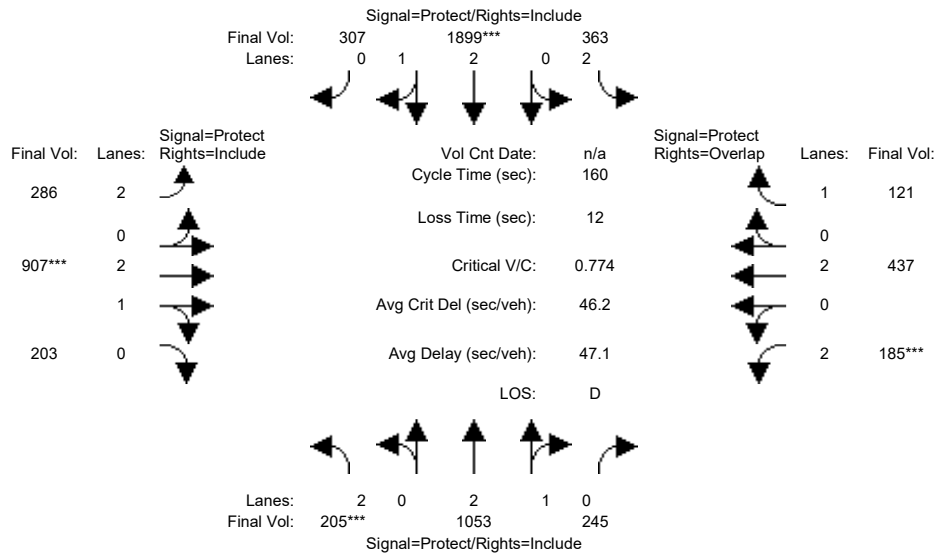 Signal=Protect/Rights=Include
Final Vol: 307 1899*** 363
Lanes: 0 1 2 0 2
Signal=Protect
Rights=Include
Signal=Protect
Rights=Overlap
Final Vol: Lanes: Vol Cnt Date: n/a Lanes: Final Vol:
Cycle Time (sec): 160
286 2 1 121
Loss Time (sec): 12
0 0
907*** 2 Critical V/C: 0.774 2 437
1 Avg Crit Del (sec/veh): 46.2 0
203 0 Avg Delay (sec/veh): 47.1 2 185***
LOS: D
Lanes: 2 0 2 1 0
Final Vol: 205*** 1053 245
Signal=Protect/Rights=Include